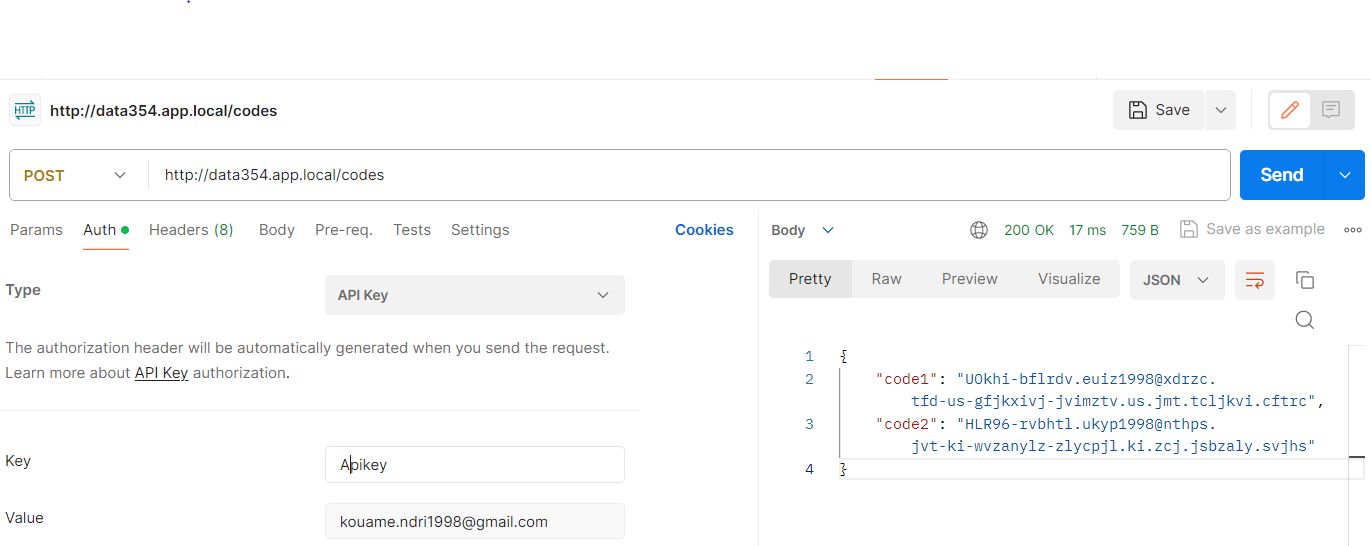 HTTP http://data354.app.local/codes Save
POST http://data354.app.local/codes Send
Params Auth Headers (8) Body Pre-req. Tests Settings Cookies Body 200 OK 17 ms 759 B Save as example
Pretty Raw Preview Visualize JSON
Type API Key
The authorization header will be automatically generated when you send the request.
Learn more about API Key authorization.
1 {
2 "code1": "UOkhi-bflrdv.euiz1998@xdrzc.
tfd-us-gfjkxivj-jvimztv.us.jmt.tcljkvi.cftrc",
3 "code2": "HLR96-rvbhtl.ukyp1998@nthps.
jvt-ki-wvzanylz-zlycpjl.ki.zcj.jsbzaly.svjhs"
4 }
Key Apikey
Value kouame.ndri1998@gmail.com